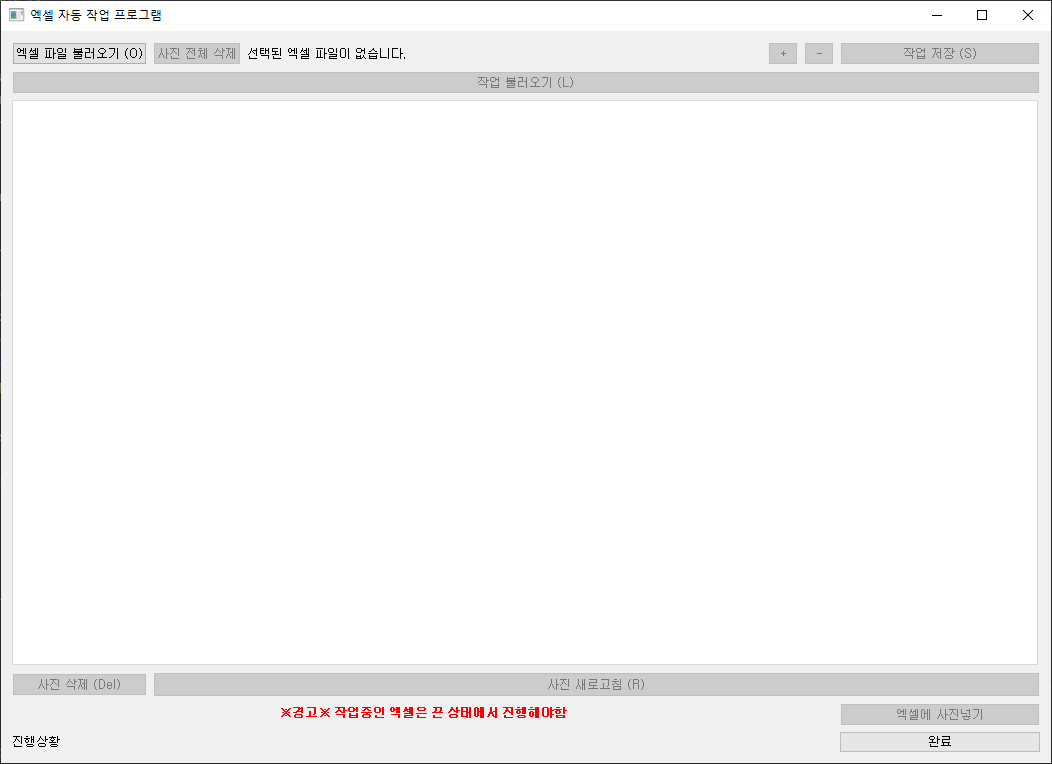 엑셀 자동 작업 프로그램
엑셀 파일 불러오기 (O) 사진 전체 삭제 선택된 엑셀 파일이 없습니다. + - 작업 저장 (S)
작업 불러오기 (L)
사진 삭제 (Del) 사진 새로고침 (R)
※경고※ 작업중인 엑셀은 끈 상태에서 진행해야함 엑셀에 사진넣기
진행상황 완료